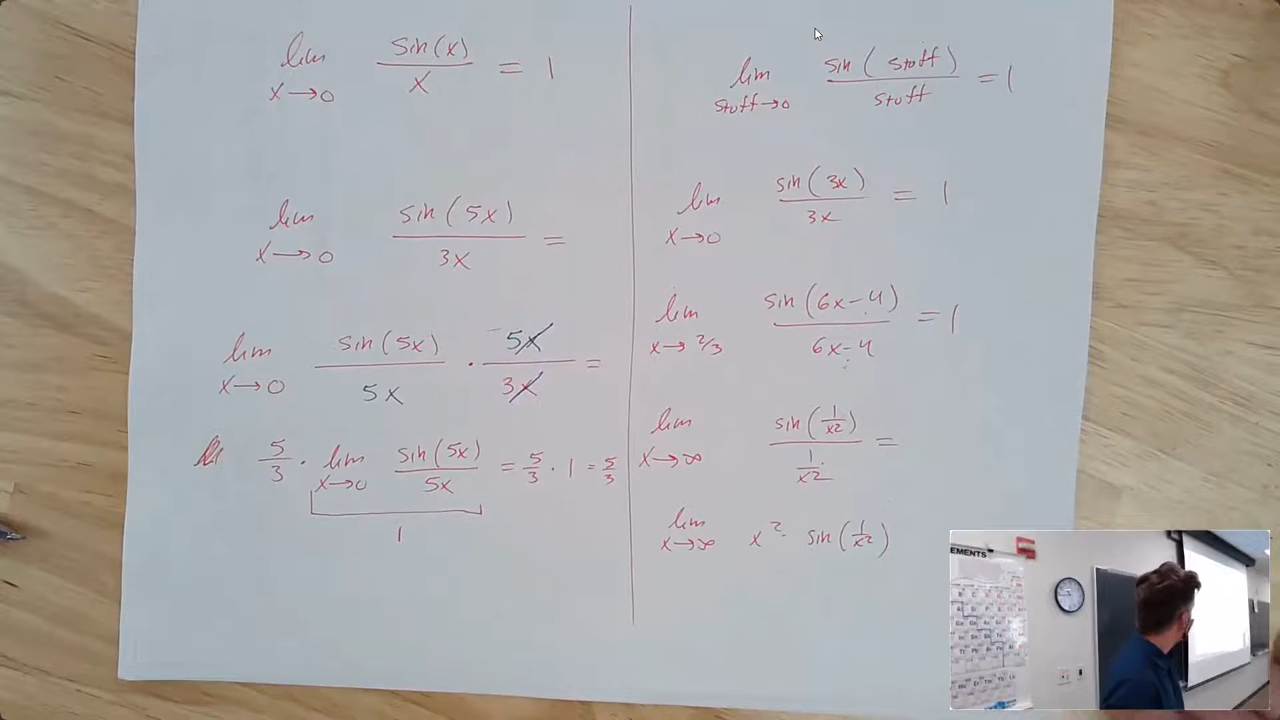 lim x→0 sin(x)/x = 1
lim x→0 sin(5x)/3x =
lim x→0 sin(5x)/5x · 5x/3x =
5/3 · lim x→0 sin(5x)/5x = 5/3 · 1 = 5/3
1
lim stuff→0 sin(stuff)/stuff = 1
lim x→0 sin(3x)/3x = 1
lim x→2/3 sin(6x-4)/6x-4 = 1
lim x→∞ sin(1/x²)/1/x² =
lim x→∞ x² · sin(1/x²)
EMENTS